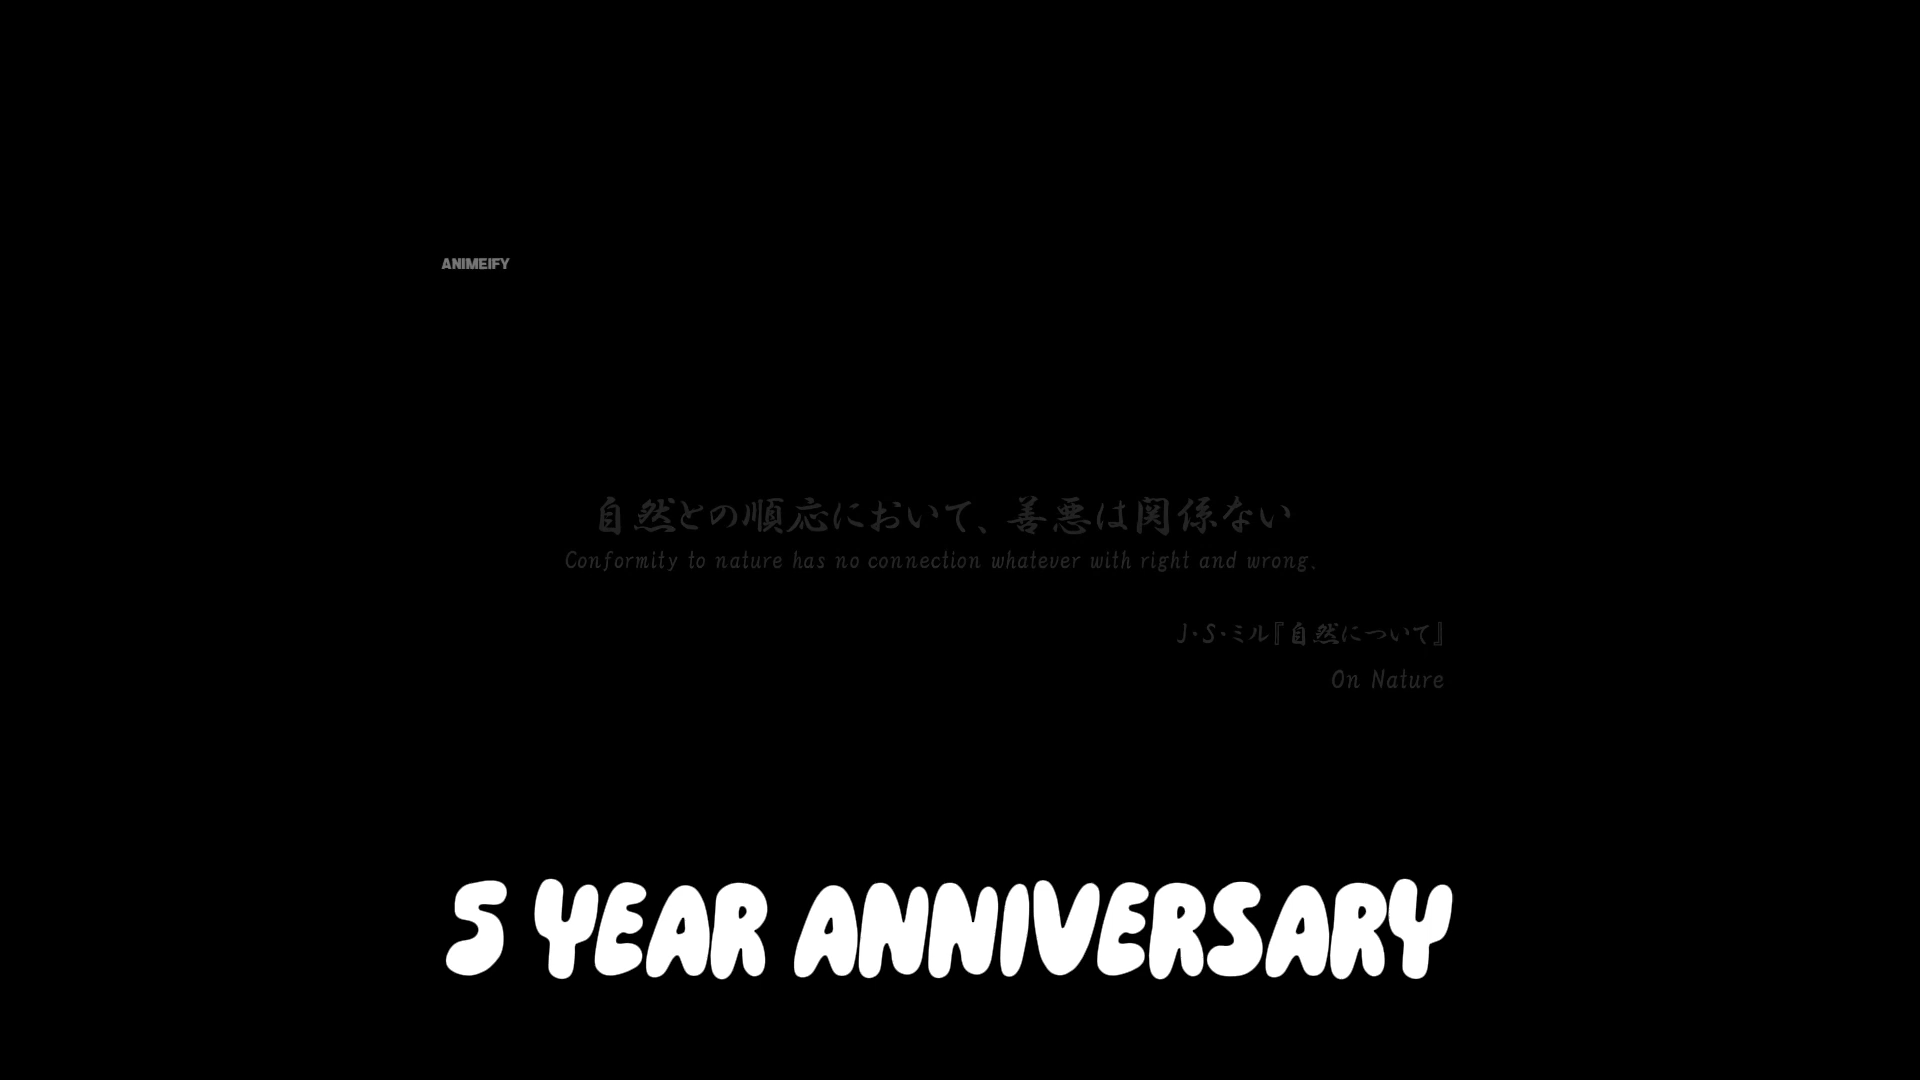 ANIMEIFY
自然との順応において、善悪は関係ない
Conformity to nature has no connection whatever with right and wrong.
J・S・ミル『自然について』
On Nature
5 YEAR ANNIVERSARY